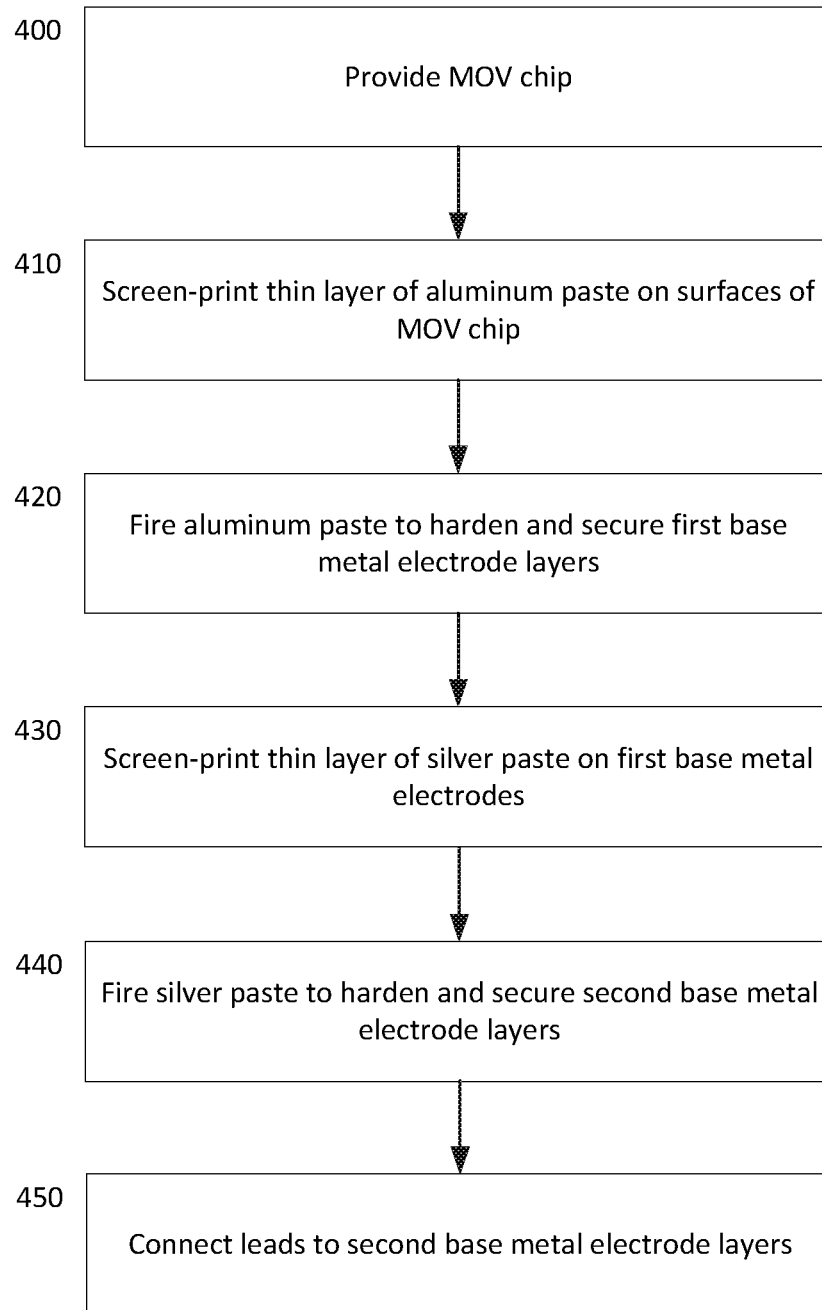 400
Provide MOV chip
410
Screen-print thin layer of aluminum paste on surfaces of
MOV chip
420
Fire aluminum paste to harden and secure first base
metal electrode layers
430
Screen-print thin layer of silver paste on first base metal
electrodes
440
Fire silver paste to harden and secure second base metal
electrode layers
450
Connect leads to second base metal electrode layers